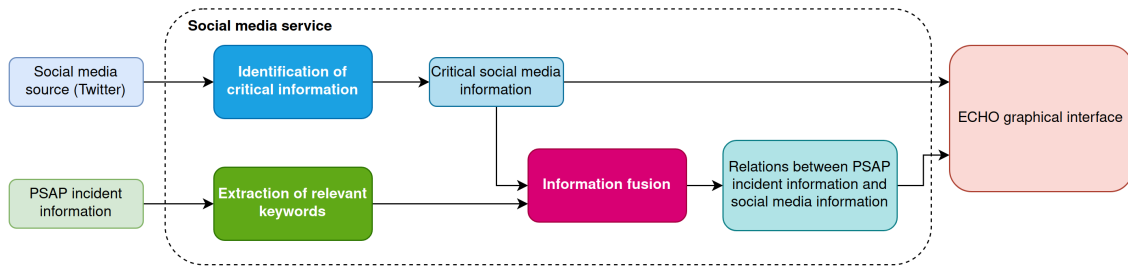 Social media service
Social media
source (Twitter)
Identification of
critical information
Critical social media
information
ECHO graphical interface
PSAP incident
information
Extraction of relevant
keywords
Information fusion
Relations between PSAP
incident information and
social media information